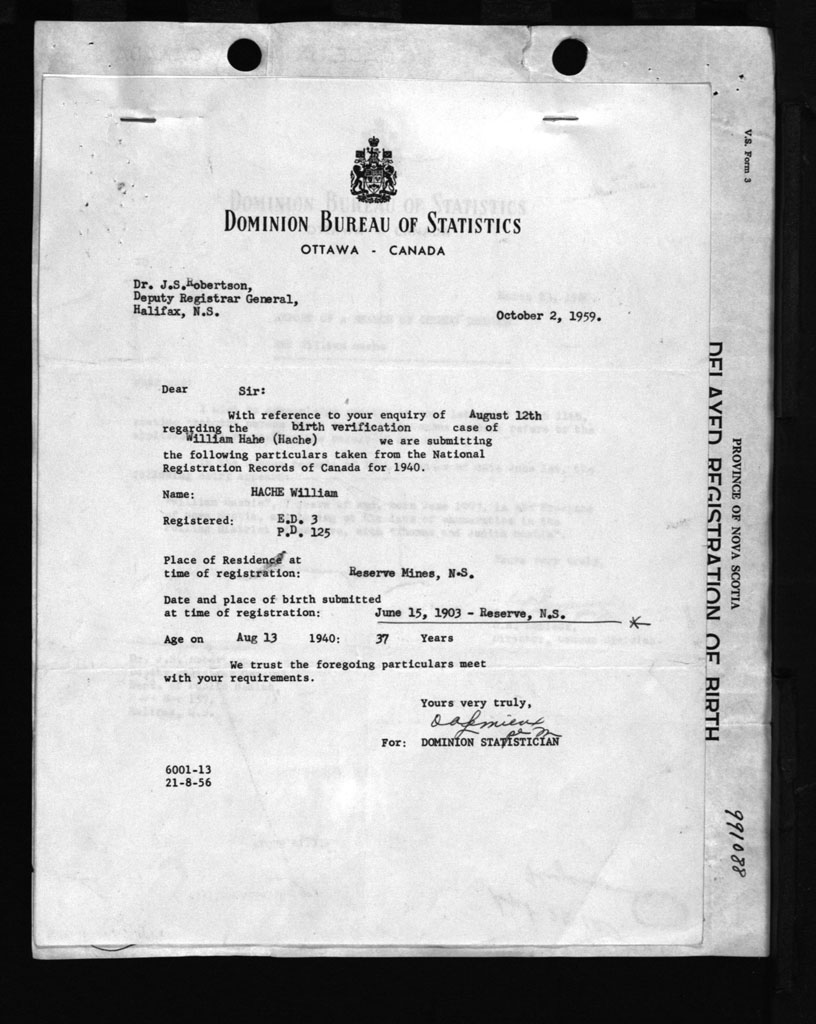 DOMINION BUREAU OF STATISTICS
OTTAWA - CANADA
Dr. J.S.Robertson,
Deputy Registrar General,
Halifax, N.S.
October 2, 1959.
Dear Sir:
With reference to your enquiry of August 12th
regarding the birth verification case of
William Hahe (Hache) we are submitting
the following particulars taken from the National
Registration Records of Canada for 1940.
Name: HACHE William
Registered: E.D. 3
P.D. 125
Place of Residence at
time of registration: Reserve Mines, N.S.
Date and place of birth submitted
at time of registration: June 15, 1903 - Reserve, N.S.
Age on Aug 13 1940: 37 Years
We trust the foregoing particulars meet
with your requirements.
Yours very truly,
For: DOMINION STATISTICIAN
6001-13
21-8-56
V.S. Form 3
PROVINCE OF NOVA SCOTIA
DELAYED REGISTRATION OF BIRTH
991088